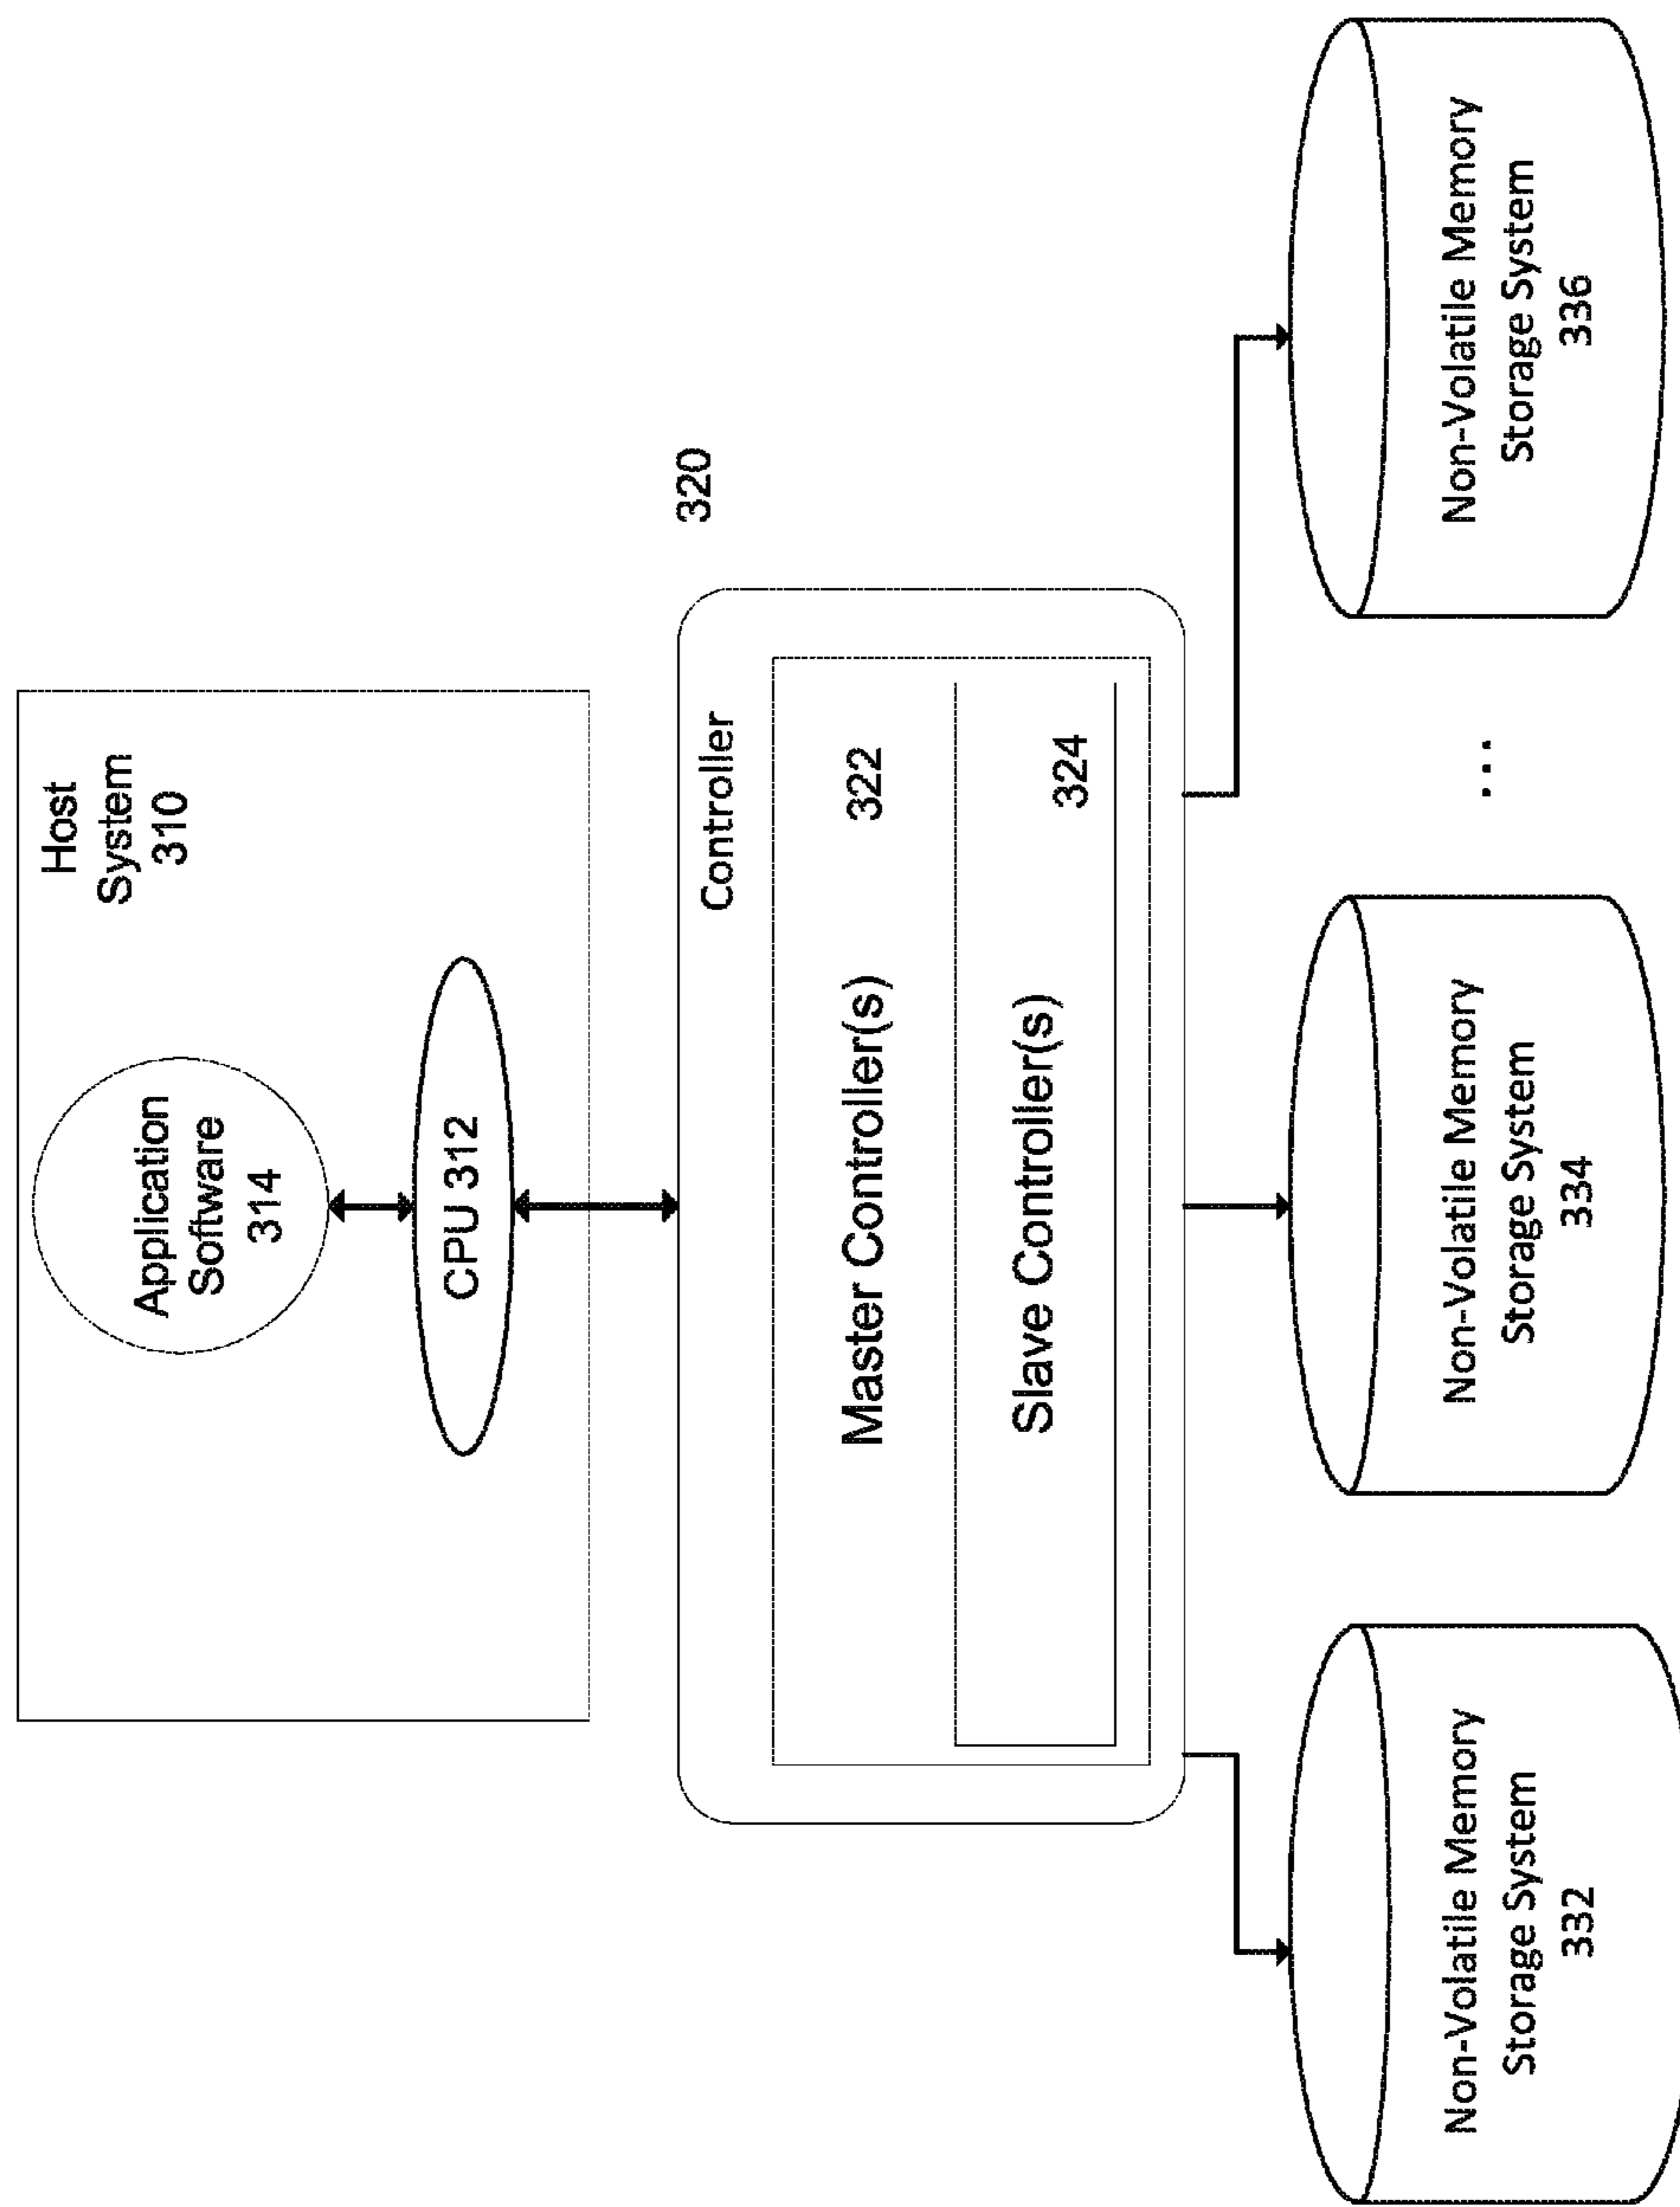 Host
System
310
Application
Software
314
CPU 312
320
Controller
Master Controller(s)
322
Slave Controller(s)
324
Non-Volatile Memory
Storage System
332
Non-Volatile Memory
Storage System
334
...
Non-Volatile Memory
Storage System
336